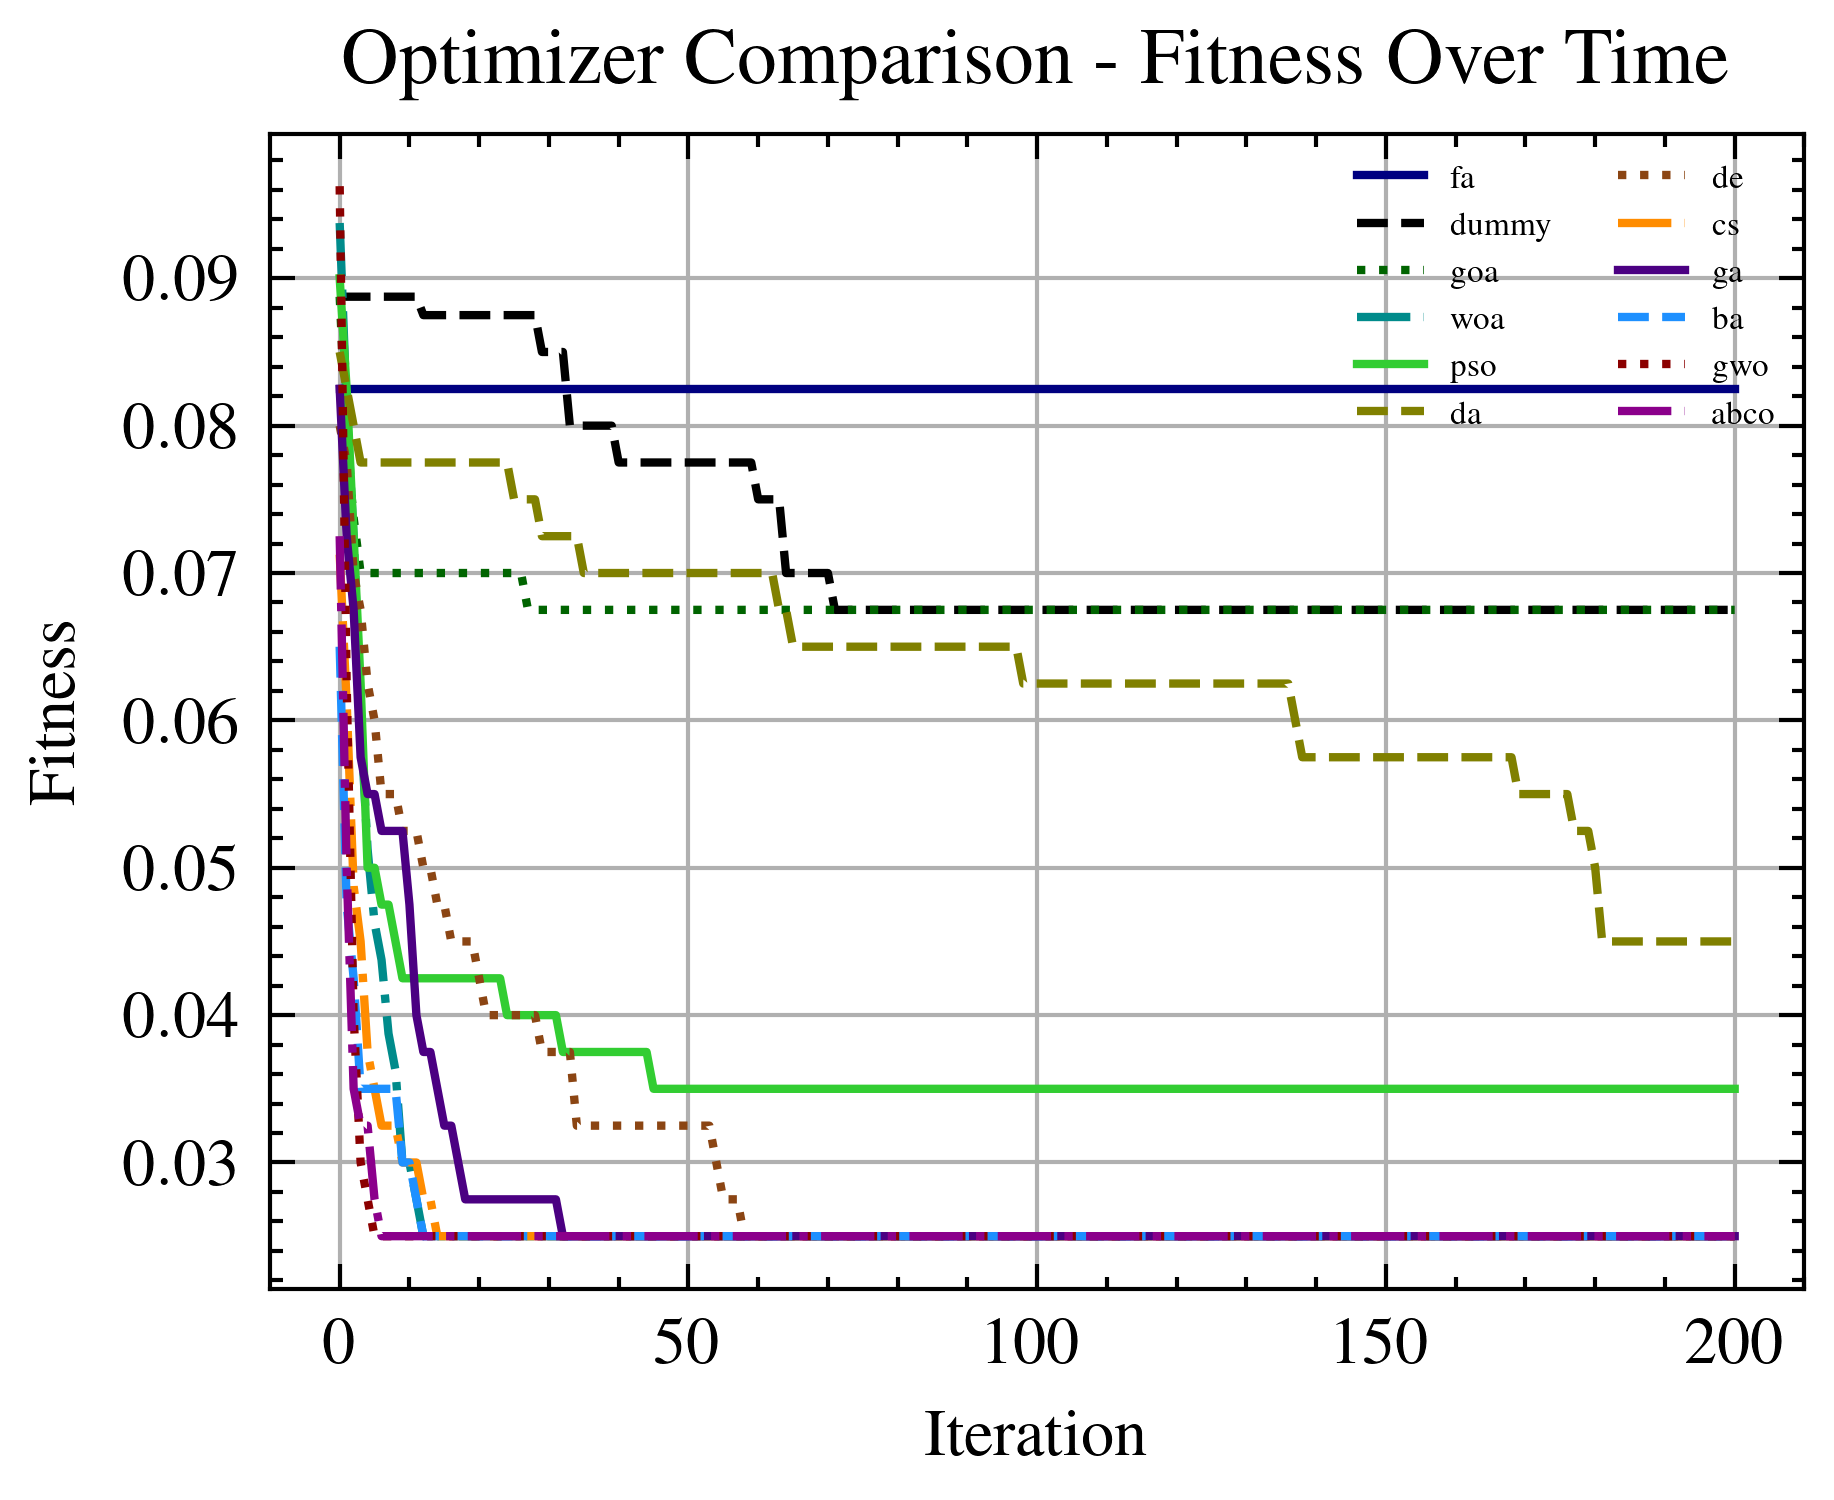 Optimizer Comparison - Fitness Over Time
fa
dummy
goa
woa
pso
da
de
cs
ga
ba
gwo
abco
0.09
0.08
0.07
0.06
0.05
0.04
0.03
Fitness
0
50
100
150
200
Iteration